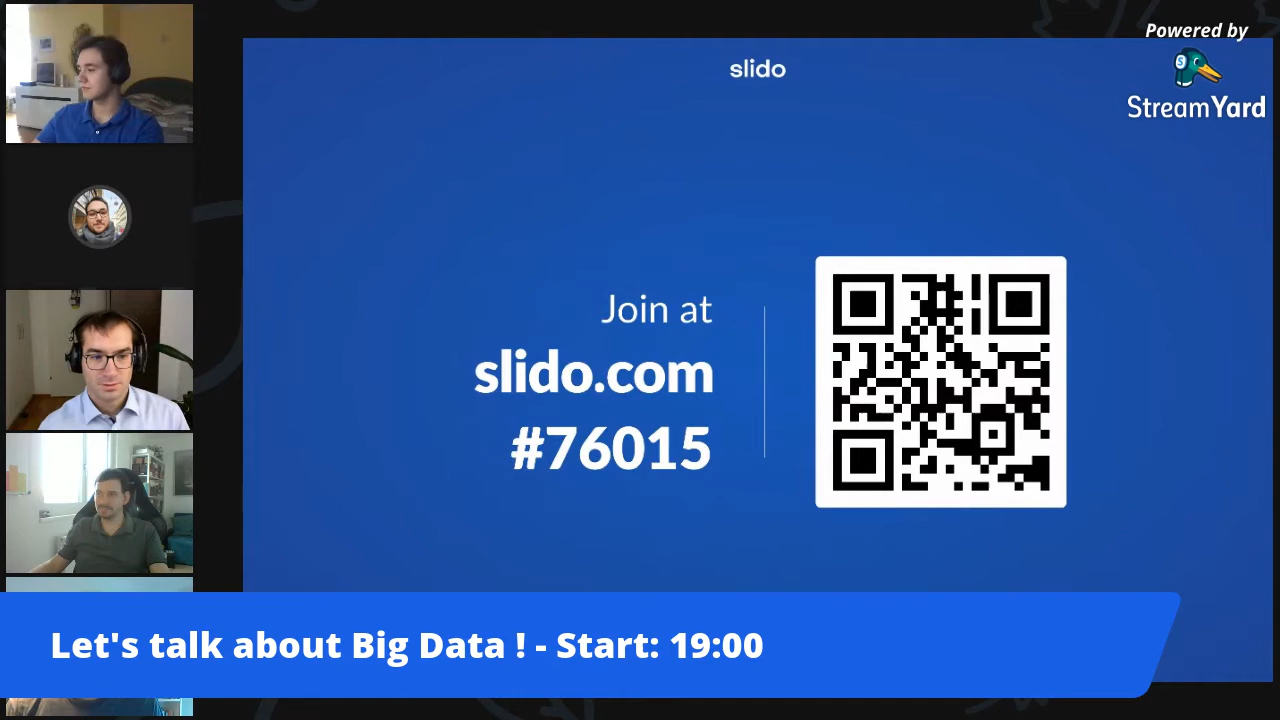 Powered by
StreamYard
slido
Join at
slido.com
#76015
Let's talk about Big Data ! - Start: 19:00